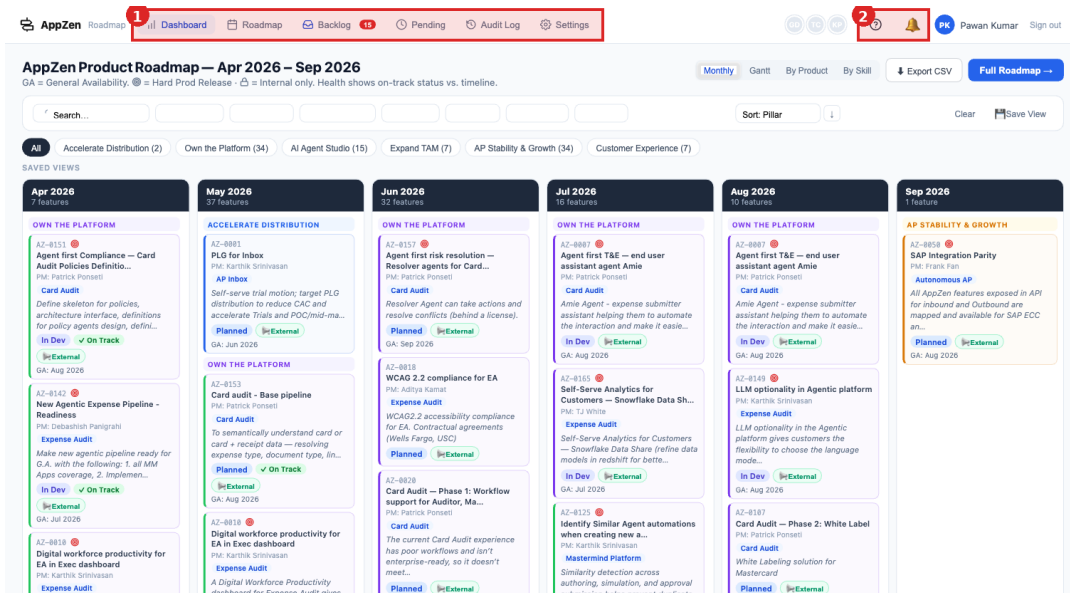 AppZen Roadmap 1 Dashboard Roadmap Backlog 15 Pending Audit Log Settings GD TC KP 2 ? PK Pawan Kumar Sign out
AppZen Product Roadmap — Apr 2026 – Sep 2026
GA = General Availability. 🎯 = Hard Prod Release · 🔒 = Internal only. Health shows on-track status vs. timeline.
Monthly Gantt By Product By Skill ⬇ Export CSV Full Roadmap →
Search... Sort: Pillar ↓ Clear 💾Save View
All Accelerate Distribution (2) Own the Platform (34) AI Agent Studio (15) Expand TAM (7) AP Stability & Growth (34) Customer Experience (7)
SAVED VIEWS
Apr 2026
7 features
OWN THE PLATFORM
AZ-0151
Agent first Compliance — Card
Audit Policies Definitio...
PM: Patrick Ponseti
Card Audit
Define skeleton for policies,
architecture interface, definitions
for policy agents design, defini...
In Dev ✓ On Track
External
GA: Aug 2026
AZ-0142
New Agentic Expense Pipeline -
Readiness
PM: Debashish Panigrahi
Expense Audit
Make new agentic pipeline ready for
G.A. with the following: 1. all MM
Apps coverage, 2. Implemen...
In Dev ✓ On Track
External
GA: Jul 2026
AZ-0010
Digital workforce productivity for
EA in Exec dashboard
PM: Karthik Srinivasan
Expense Audit
May 2026
37 features
ACCELERATE DISTRIBUTION
AZ-0001
PLG for Inbox
PM: Karthik Srinivasan
AP Inbox
Self-serve trial motion; target PLG
distribution to reduce CAC and
accelerate Trials and POC/mid-ma...
Planned External
GA: Jun 2026
OWN THE PLATFORM
AZ-0153
Card audit - Base pipeline
PM: Patrick Ponseti
Card Audit
To semantically understand card or
card + receipt data — resolving
expense type, document type, lin...
Planned ✓ On Track
External
GA: Aug 2026
AZ-0010
Digital workforce productivity for
EA in Exec dashboard
PM: Karthik Srinivasan
Expense Audit
A Digital Workforce Productivity
dashboard for Expense Audit gives
Jun 2026
32 features
OWN THE PLATFORM
AZ-0157
Agent first risk resolution —
Resolver agents for Card...
PM: Patrick Ponseti
Card Audit
Resolver Agent can take actions and
resolve conflicts (behind a license).
Planned External
GA: Sep 2026
AZ-0018
WCAG 2.2 compliance for EA
PM: Aditya Kamat
Expense Audit
WCAG2.2 accessibility compliance
for EA. Contractual agreements
(Wells Fargo, USC)
Planned External
AZ-0020
Card Audit — Phase 1: Workflow
support for Auditor, Ma...
PM: Patrick Ponseti
Card Audit
The current Card Audit experience
has poor workflows and isn't
enterprise-ready, so it doesn't
meet...
Planned External
Jul 2026
16 features
OWN THE PLATFORM
AZ-0007
Agent first T&E — end user
assistant agent Amie
PM: Patrick Ponseti
Card Audit
Amie Agent - expense submitter
assistant helping them to automate
the interaction and make it easie...
In Dev External
GA: Aug 2026
AZ-0165
Self-Serve Analytics for
Customers — Snowflake Data Sh...
PM: TJ White
Expense Audit
Self-Serve Analytics for Customers
— Snowflake Data Share (refine data
models in redshift for bette...
In Dev External
GA: Jul 2026
AZ-0125
Identify Similar Agent automations
when creating new a...
PM: Karthik Srinivasan
Mastermind Platform
Similarity detection across
authoring, simulation, and approval
Aug 2026
10 features
OWN THE PLATFORM
AZ-0007
Agent first T&E — end user
assistant agent Amie
PM: Patrick Ponseti
Card Audit
Amie Agent - expense submitter
assistant helping them to automate
the interaction and make it easie...
In Dev External
GA: Aug 2026
AZ-0149
LLM optionality in Agentic platform
PM: Karthik Srinivasan
Expense Audit
LLM optionality in the Agentic
platform gives customers the
flexibility to choose the language
mode...
In Dev External
GA: Aug 2026
AZ-0107
Card Audit — Phase 2: White Label
PM: Patrick Ponseti
Card Audit
White Labeling solution for
Mastercard
Planned External
Sep 2026
1 feature
AP STABILITY & GROWTH
AZ-0050
SAP Integration Parity
PM: Frank Fan
Autonomous AP
All AppZen features exposed in API
for inbound and Outbound are
mapped and available for SAP ECC
an...
Planned External
GA: Aug 2026